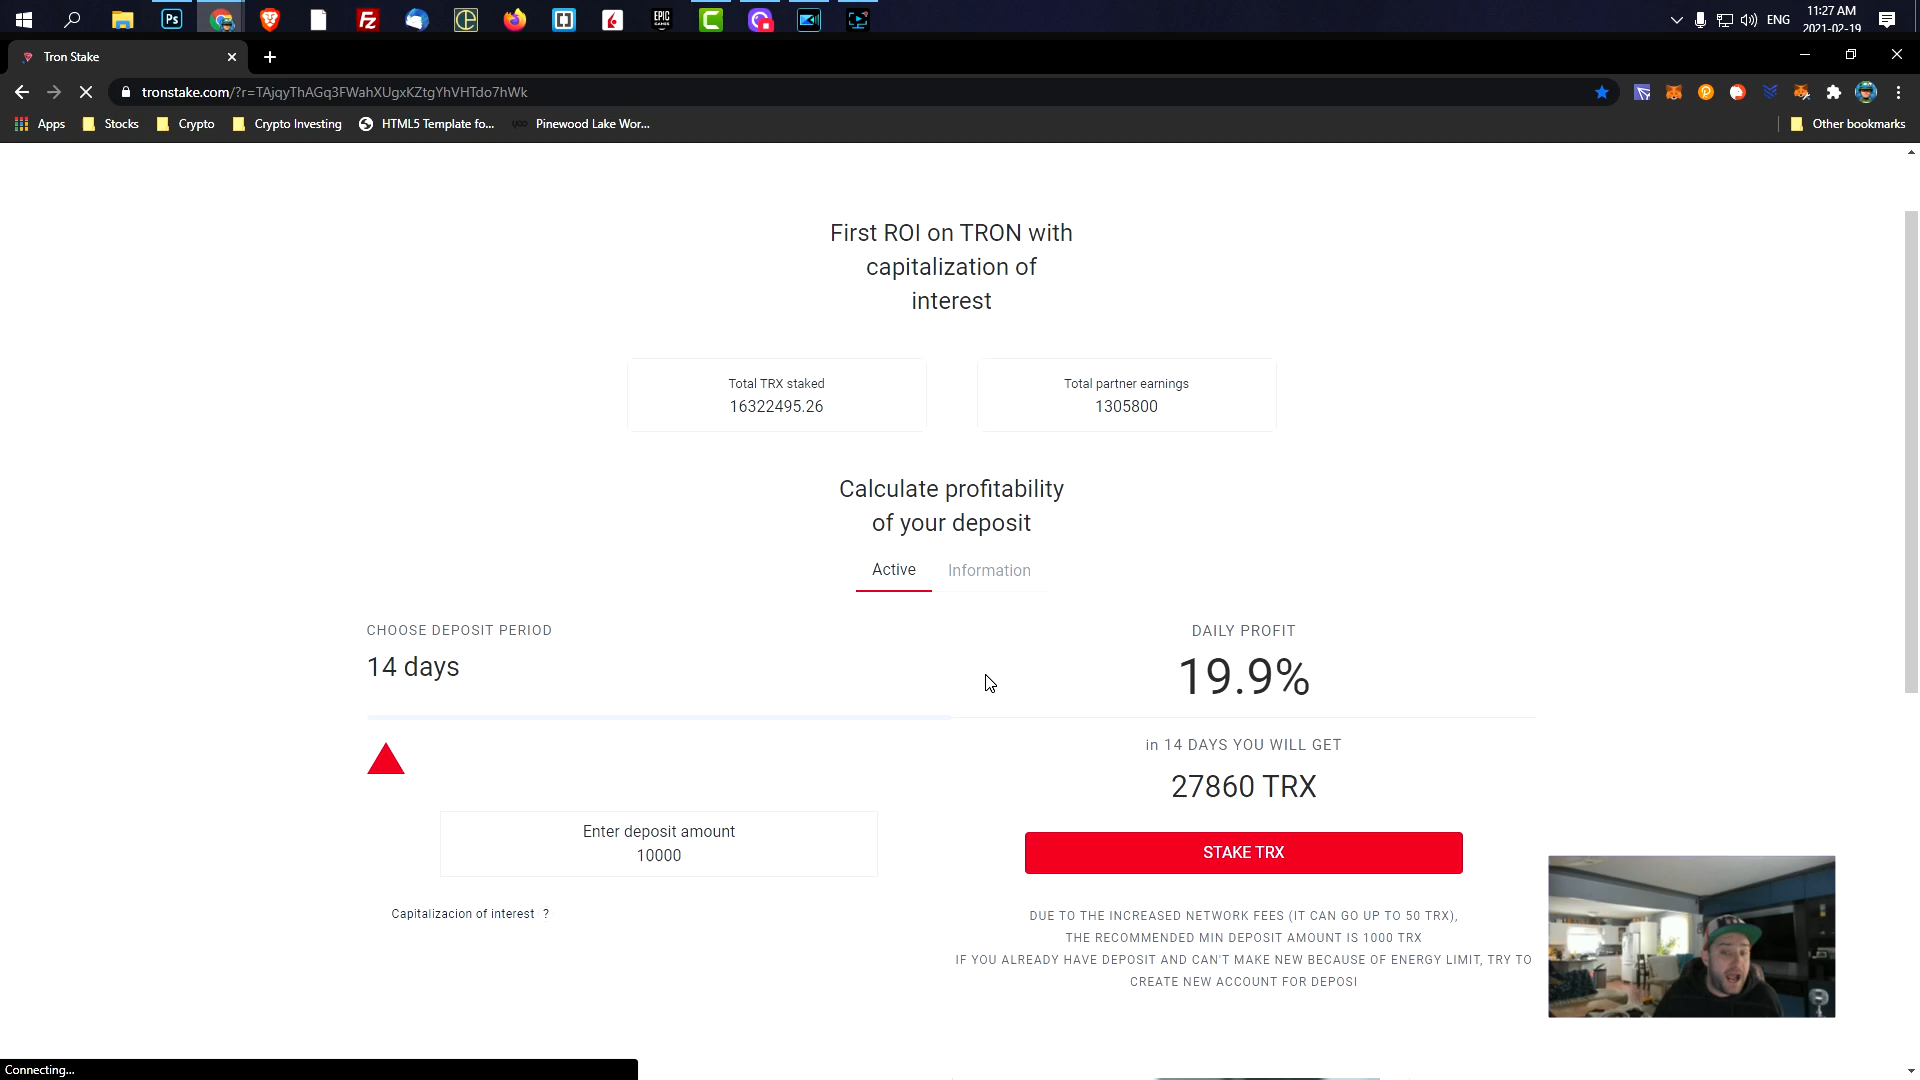 11:27 AM
ENG
2021-02-19
Ps
EPIC
GAMES
Tron Stake
tronstake.com/?r=TAjqyThAGq3FWahXUgxKZtgYhVHTdo7hWk
Apps
Stocks
Crypto
Crypto Investing
HTML5 Template fo...
Pinewood Lake Wor...
Other bookmarks
First ROI on TRON with
capitalization of
interest
Total TRX staked
16322495.26
Total partner earnings
1305800
Calculate profitability
of your deposit
Active
Information
CHOOSE DEPOSIT PERIOD
14 days
DAILY PROFIT
19.9%
in 14 DAYS YOU WILL GET
27860 TRX
Enter deposit amount
10000
STAKE TRX
Capitalizacion of interest ?
DUE TO THE INCREASED NETWORK FEES (IT CAN GO UP TO 50 TRX),
THE RECOMMENDED MIN DEPOSIT AMOUNT IS 1000 TRX
IF YOU ALREADY HAVE DEPOSIT AND CAN'T MAKE NEW BECAUSE OF ENERGY LIMIT, TRY TO
CREATE NEW ACCOUNT FOR DEPOSI
Connecting...